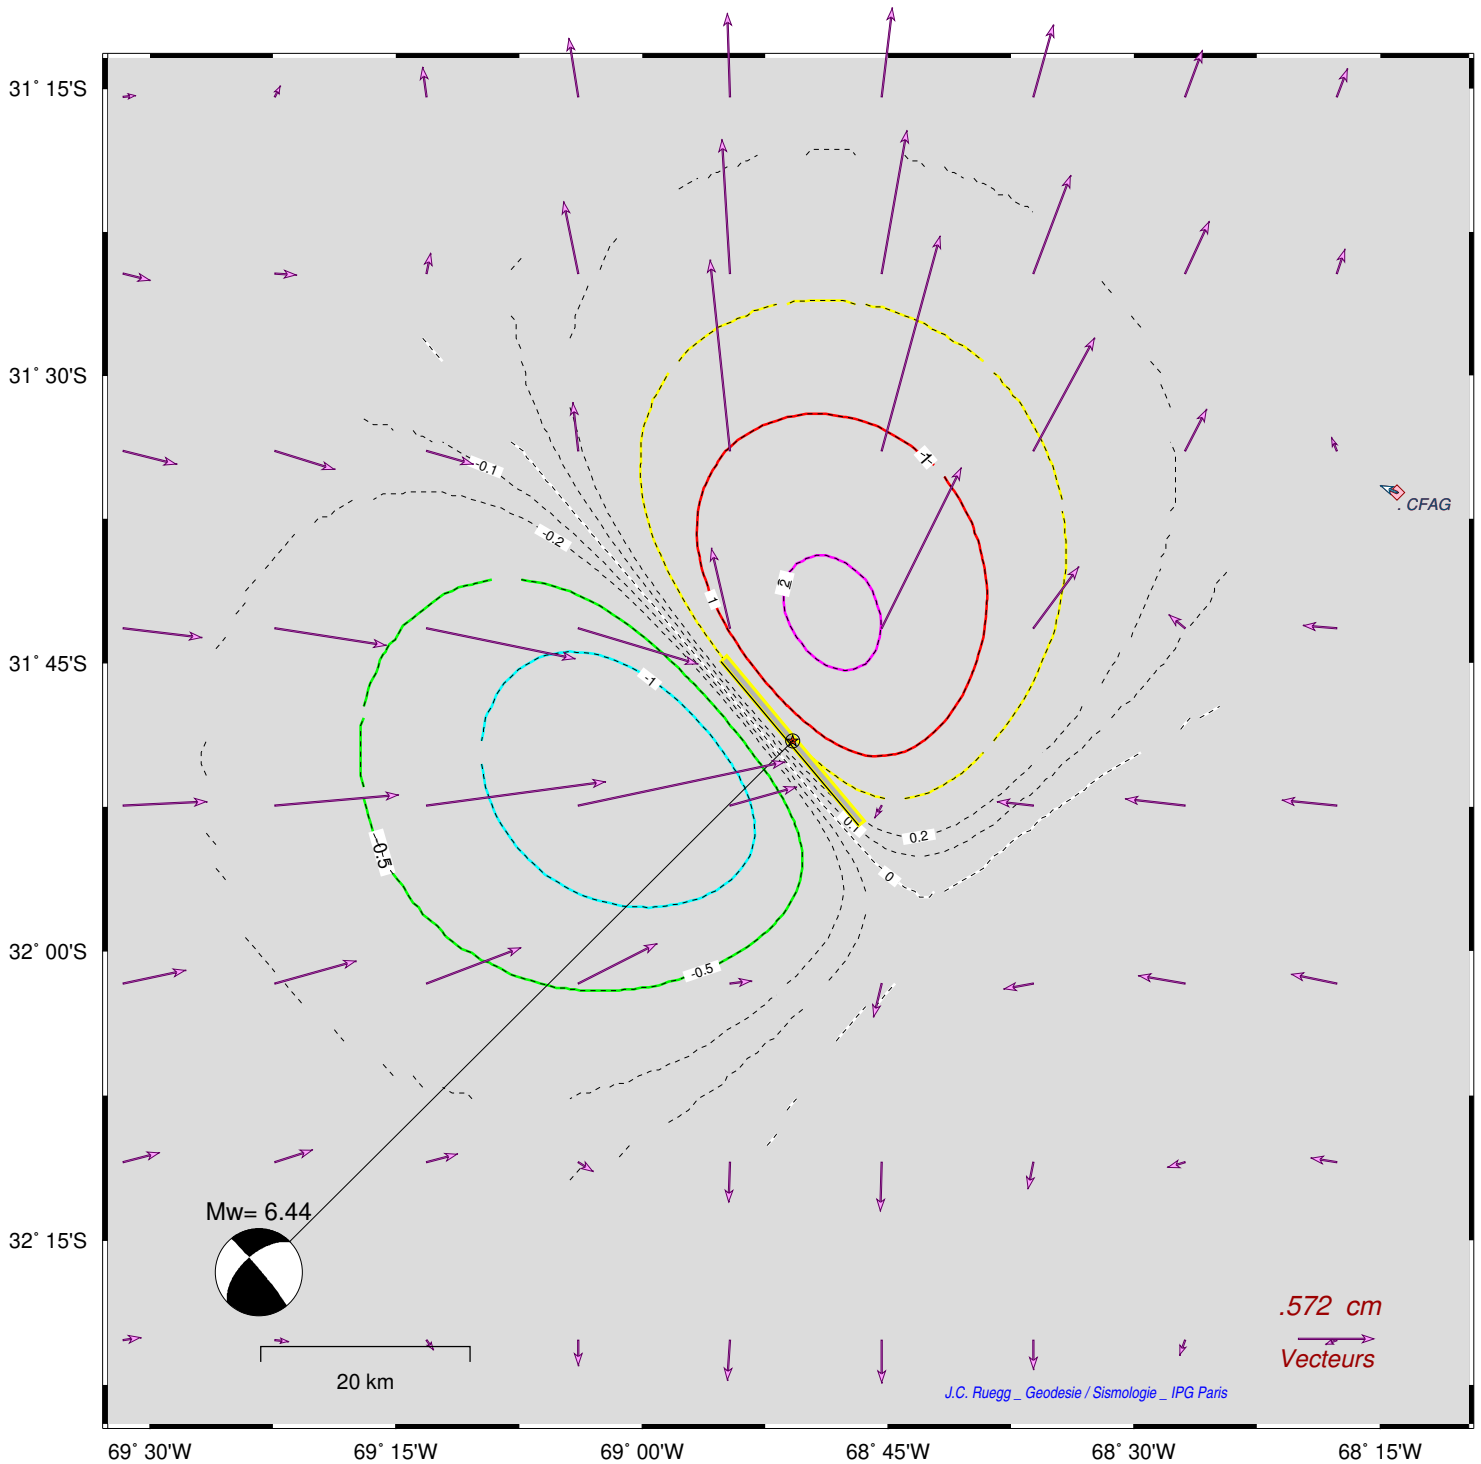 31° 15'S
31° 30'S
-1-
-0.1
. CFAG
-0.2
2
1
31° 45'S
-1
0.1
0.2
-0.5
0
32° 00'S
-0.5
Mw= 6.44
32° 15'S
.572 cm
Vecteurs
20 km
J.C. Ruegg _ Geodesie / Sismologie _ IPG Paris
69° 30'W 69° 15'W 69° 00'W 68° 45'W 68° 30'W 68° 15'W